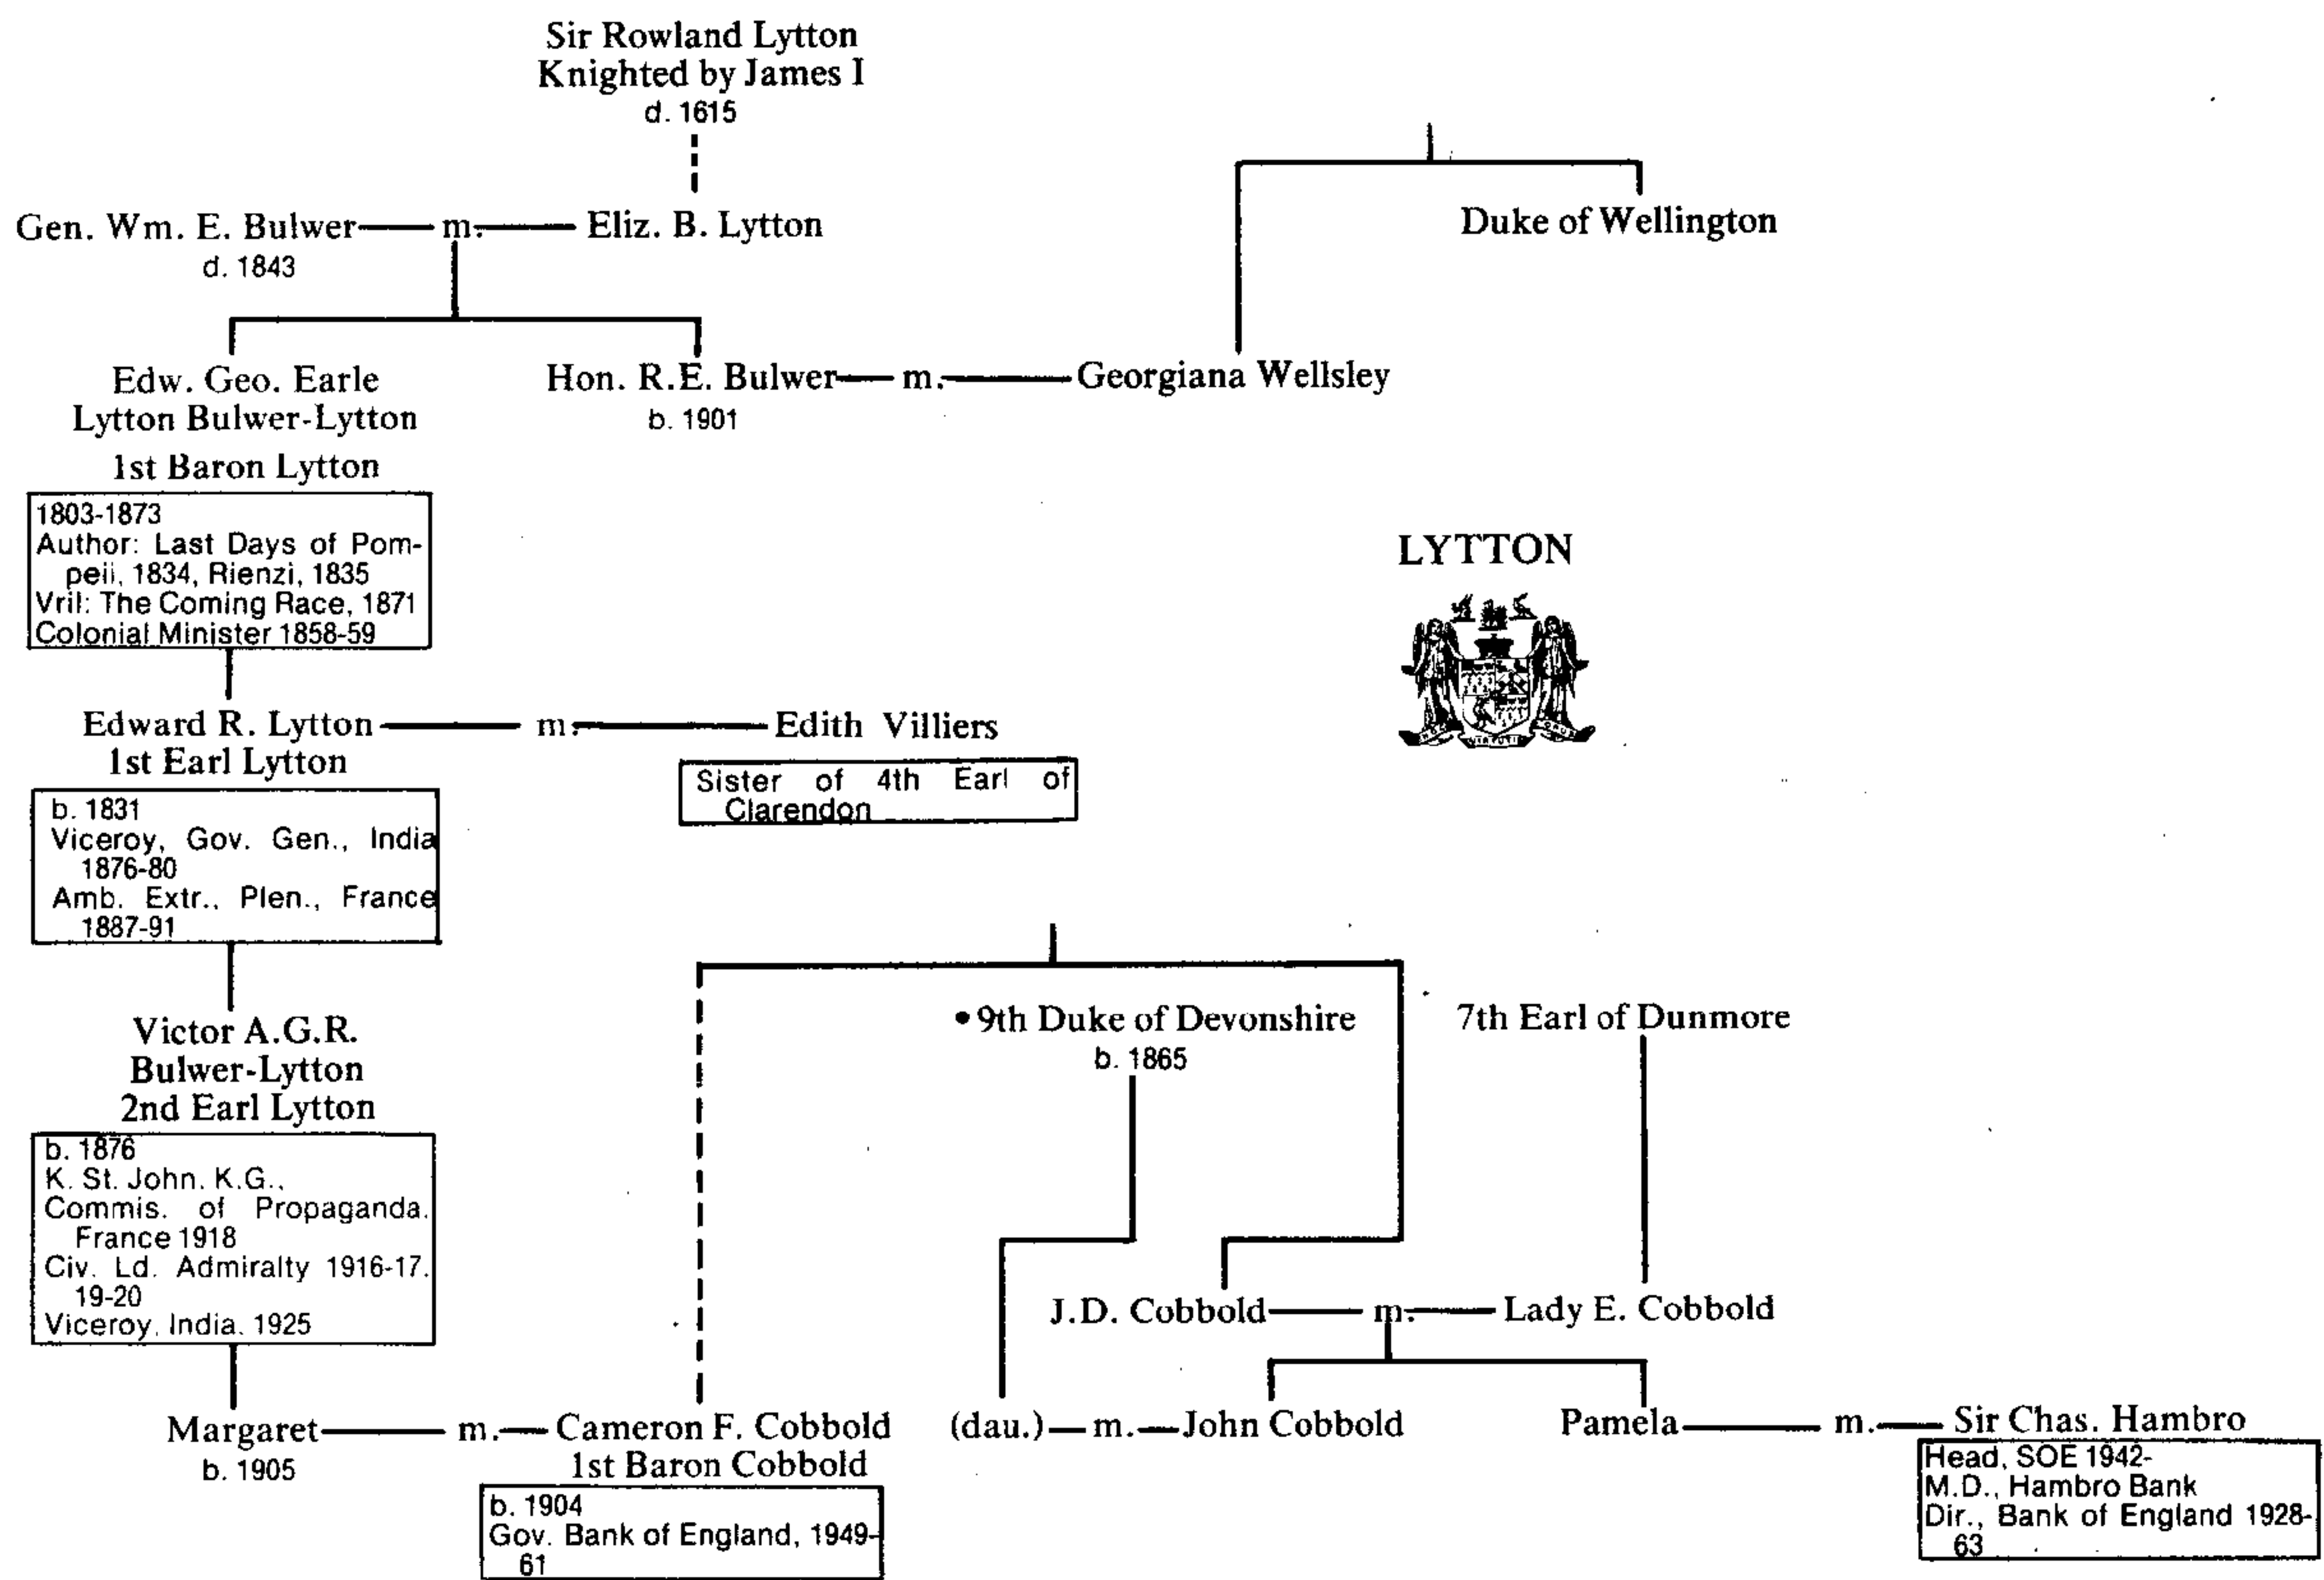 Sir Rowland Lytton
Knighted by James I
d. 1615
Gen. Wm. E. Bulwer m. Eliz. B. Lytton
d. 1843
Duke of Wellington
Edw. Geo. Earle
Lytton Bulwer-Lytton
1st Baron Lytton
Hon. R.E. Bulwer m. Georgiana Wellsley
b. 1901
1803-1873
Author: Last Days of Pom-
peii, 1834, Rienzi, 1835
Vril: The Coming Race, 1871
Colonial Minister 1858-59
LYTTON
Edward R. Lytton m. Edith Villiers
1st Earl Lytton
Sister of 4th Earl of
Clarendon
b. 1831
Viceroy, Gov. Gen., India
1876-80
Amb. Extr., Plen., France
1887-91
Victor A.G.R.
Bulwer-Lytton
2nd Earl Lytton
• 9th Duke of Devonshire
b. 1865
7th Earl of Dunmore
b. 1876
K. St. John. K.G.,
Commis. of Propaganda.
France 1918
Civ. Ld. Admiralty 1916-17.
19-20
Viceroy, India. 1925
J.D. Cobbold m. Lady E. Cobbold
Margaret m. Cameron F. Cobbold
b. 1905
1st Baron Cobbold
(dau.) m. John Cobbold
Pamela m. Sir Chas. Hambro
b. 1904
Gov. Bank of England, 1949-
61
Head, SOE 1942-
M.D., Hambro Bank
Dir., Bank of England 1928-
63